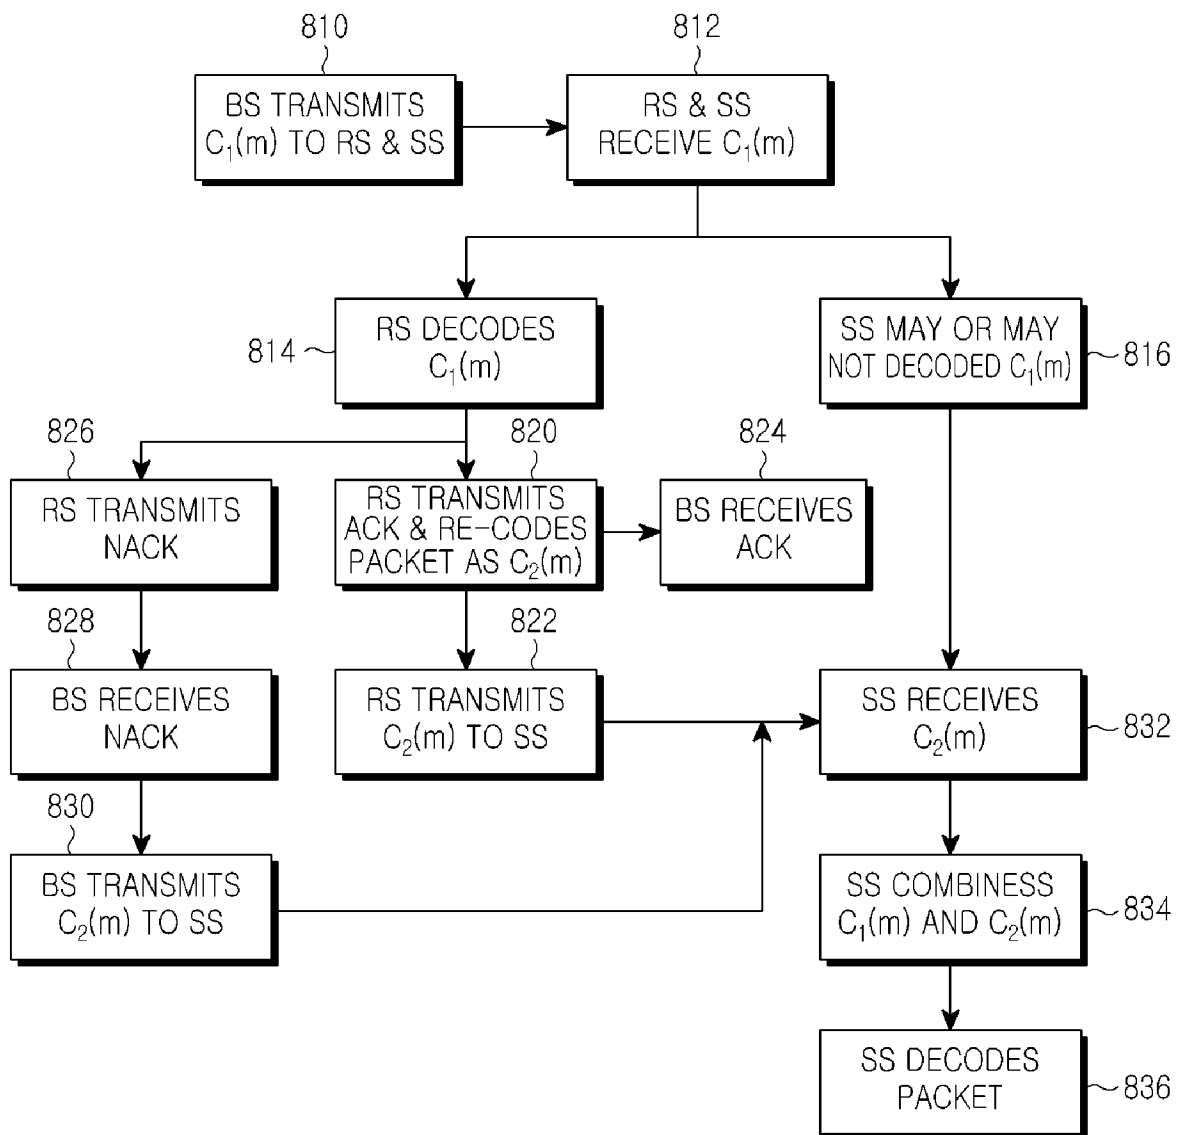 810
812
BS TRANSMITS
C₁(m) TO RS & SS
RS & SS
RECEIVE C₁(m)
814
RS DECODES
C₁(m)
SS MAY OR MAY
NOT DECODED C₁(m)
816
826
820
824
RS TRANSMITS
NACK
RS TRANSMITS
ACK & RE-CODES
PACKET AS C₂(m)
BS RECEIVES
ACK
828
822
BS RECEIVES
NACK
RS TRANSMITS
C₂(m) TO SS
SS RECEIVES
C₂(m)
832
830
BS TRANSMITS
C₂(m) TO SS
SS COMBINESS
C₁(m) AND C₂(m)
834
SS DECODES
PACKET
836